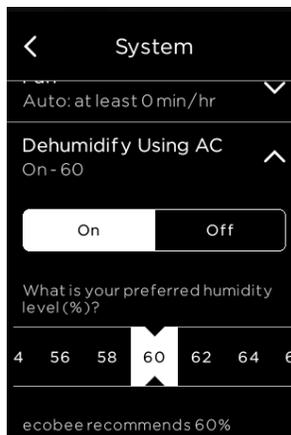 System
Auto: at least 0 min/hr
Dehumidify Using AC
On - 60
On Off
What is your preferred humidity
level (%)?
56 58 60 62 64
ecobee recommends 60%